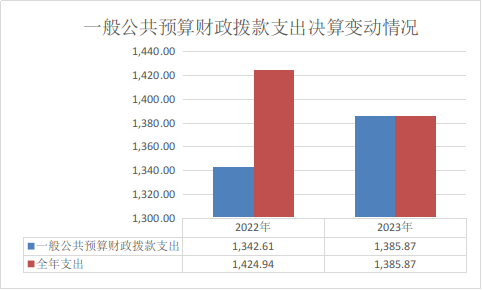 一般公共预算财政拨款支出决算变动情况
1,440.00
1,420.00
1,400.00
1,380.00
1,360.00
1,340.00
1,320.00
1,300.00
2022年 2023年
一般公共预算财政拨款支出 1,342.61 1,385.87
全年支出 1,424.94 1,385.87